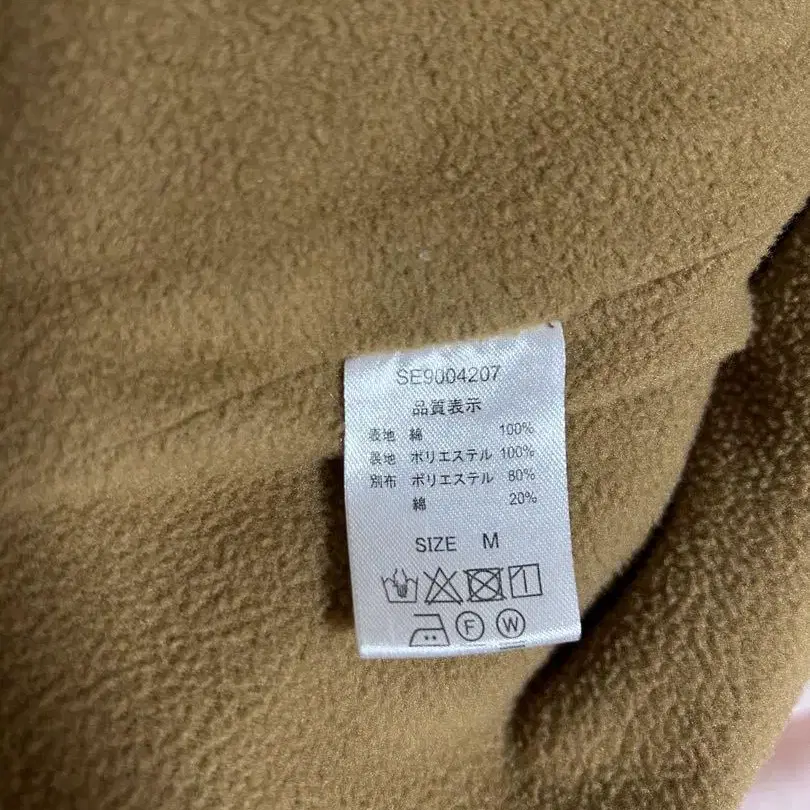 SE9004207
品質表示
表地 綿 100%
裏地 ポリエステル 100%
別布 ポリエステル 80%
綿 20%
SIZE M
F W